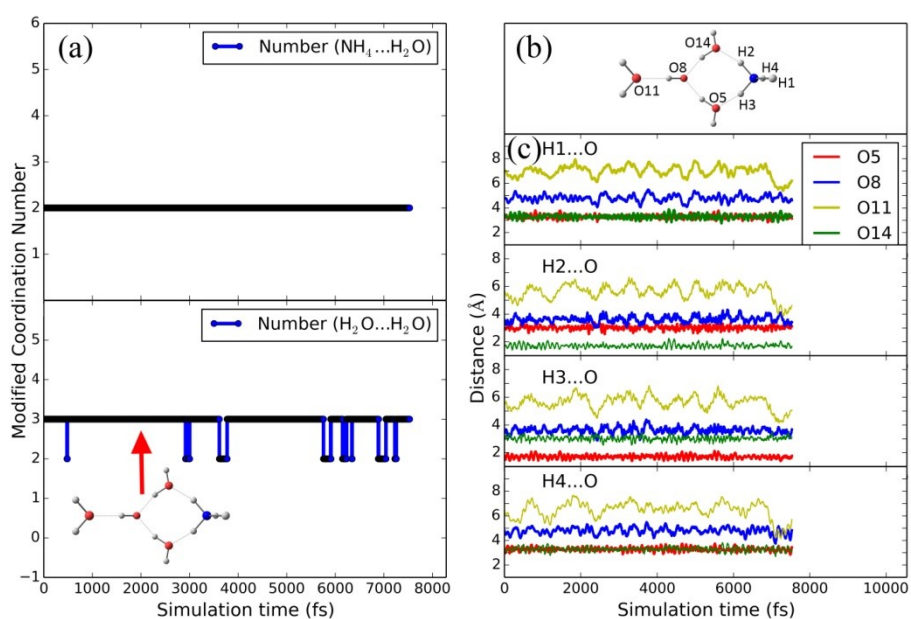 (a)
Number (NH4...H2O)
6
5
4
3
2
1
Number (H2O...H2O)
5
4
3
2
1
0
−1
Modified Coordination Number
0 1000 2000 3000 4000 5000 6000 7000 8000
Simulation time (fs)
(b)
O14 H2
O8 H4
O11 H1
O5 H3
(c)
H1...O
O5
O8
O11
O14
8
6
4
2
H2...O
8
6
4
2
H3...O
8
6
4
2
H4...O
8
6
4
2
Distance (Å)
0 2000 4000 6000 8000 10000
Simulation time (fs)